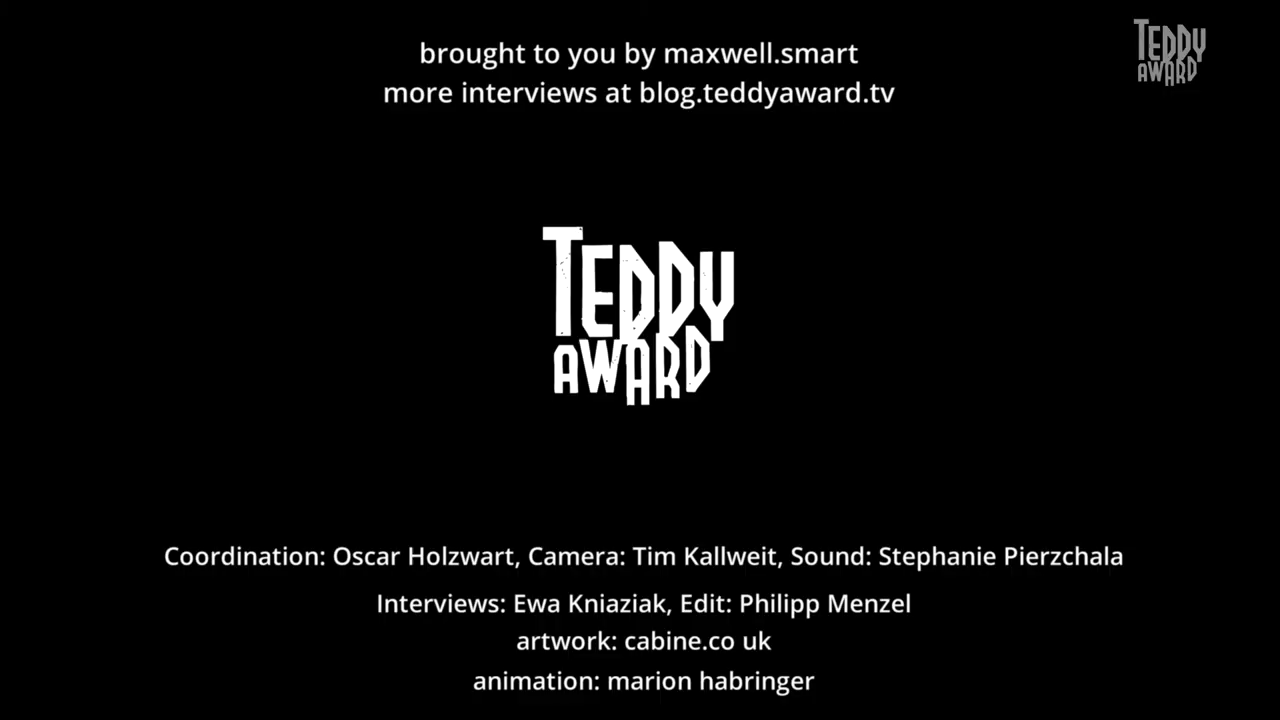 brought to you by maxwell.smart
more interviews at blog.teddyaward.tv
TEDDY
AWARD
TEDDY
AWARD
Coordination: Oscar Holzwart, Camera: Tim Kallweit, Sound: Stephanie Pierzchala
Interviews: Ewa Kniaziak, Edit: Philipp Menzel
artwork: cabine.co uk
animation: marion habringer